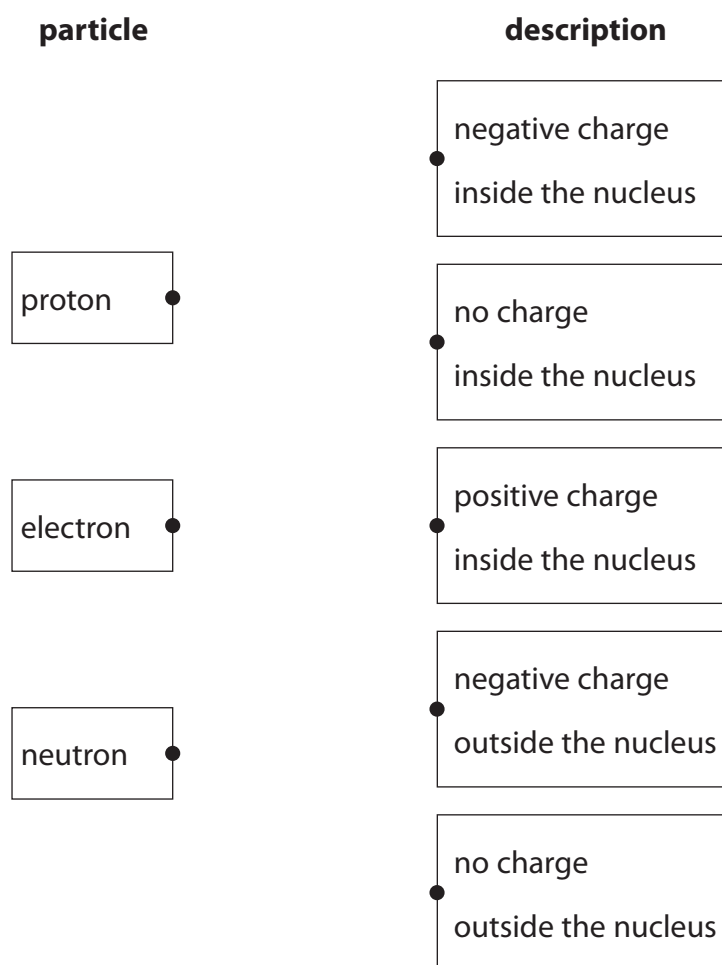 particle
description
negative charge
inside the nucleus
proton
no charge
inside the nucleus
electron
positive charge
inside the nucleus
neutron
negative charge
outside the nucleus
no charge
outside the nucleus